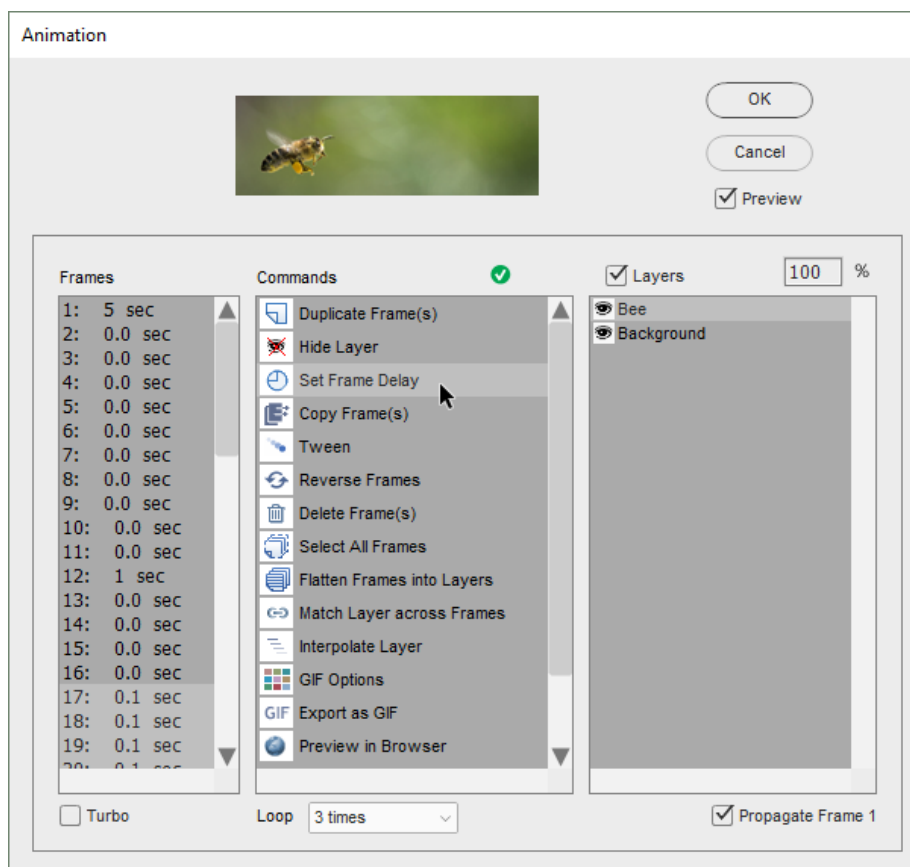 Animation
OK
Cancel
Preview
Frames
Commands
Layers
100 %
1: 5 sec
2: 0.0 sec
3: 0.0 sec
4: 0.0 sec
5: 0.0 sec
6: 0.0 sec
7: 0.0 sec
8: 0.0 sec
9: 0.0 sec
10: 0.0 sec
11: 0.0 sec
12: 1 sec
13: 0.0 sec
14: 0.0 sec
15: 0.0 sec
16: 0.0 sec
17: 0.1 sec
18: 0.1 sec
19: 0.1 sec
20: 0.1 sec
Duplicate Frame(s)
Hide Layer
Set Frame Delay
Copy Frame(s)
Tween
Reverse Frames
Delete Frame(s)
Select All Frames
Flatten Frames into Layers
Match Layer across Frames
Interpolate Layer
GIF Options
GIF Export as GIF
Preview in Browser
Bee
Background
Turbo
Loop 3 times
Propagate Frame 1